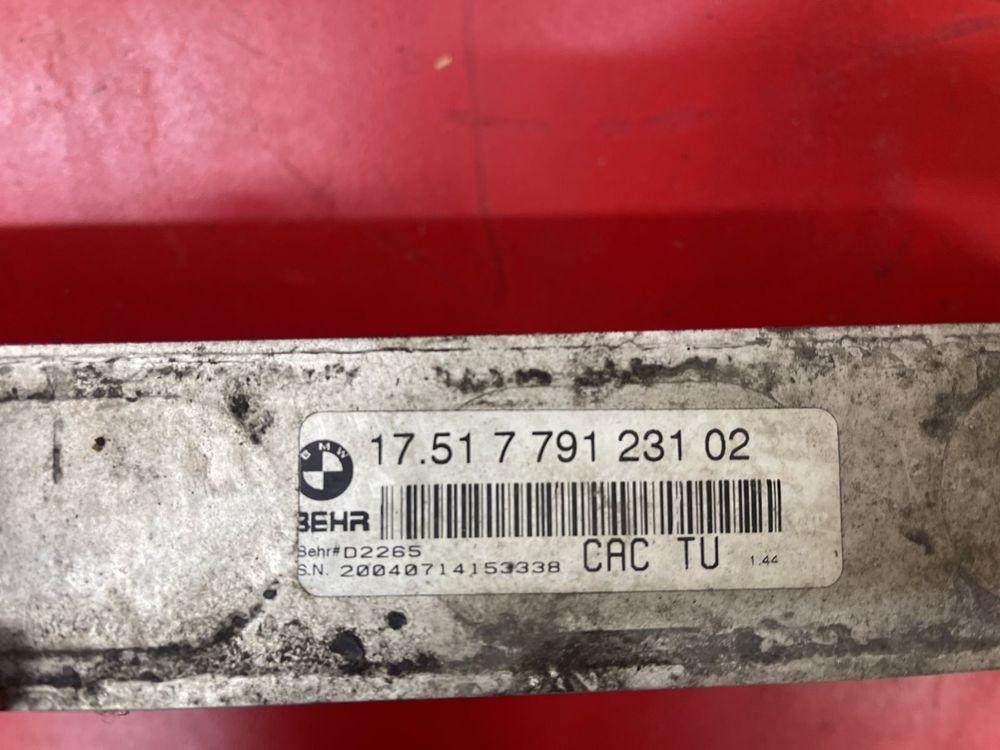 BMW
17.51 7 791 231 02
BEHR
Behr# D2265
CAC TU 1.44
S.N. 20040714153338